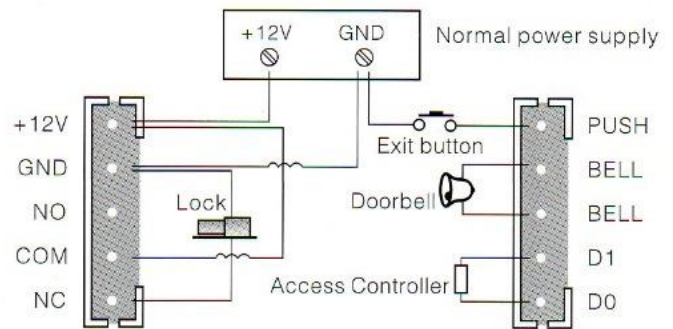 +12V GND
Normal power supply
+12V
GND
NO
COM
NC
Lock
Exit button
Doorbell
Access Controller
PUSH
BELL
BELL
D1
D0